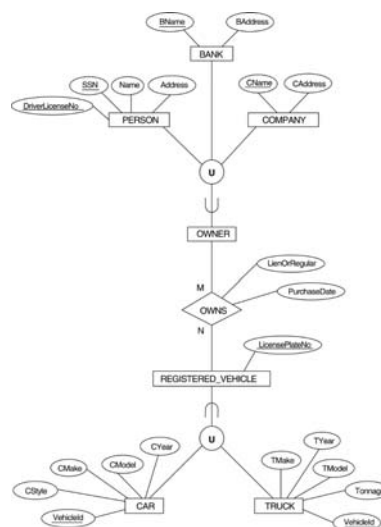 BName
BAddress
BANK
SSN
Name
Address
CName
CAddress
DriverLicenseNo
PERSON
COMPANY
U
OWNER
LienOrRegular
M
PurchaseDate
OWNS
N
LicensePlateNo
REGISTERED_VEHICLE
U
CYear
TYear
CModel
TMake
CMake
TModel
CStyle
Tonnag
VehicleId
CAR
TRUCK
VehicleId